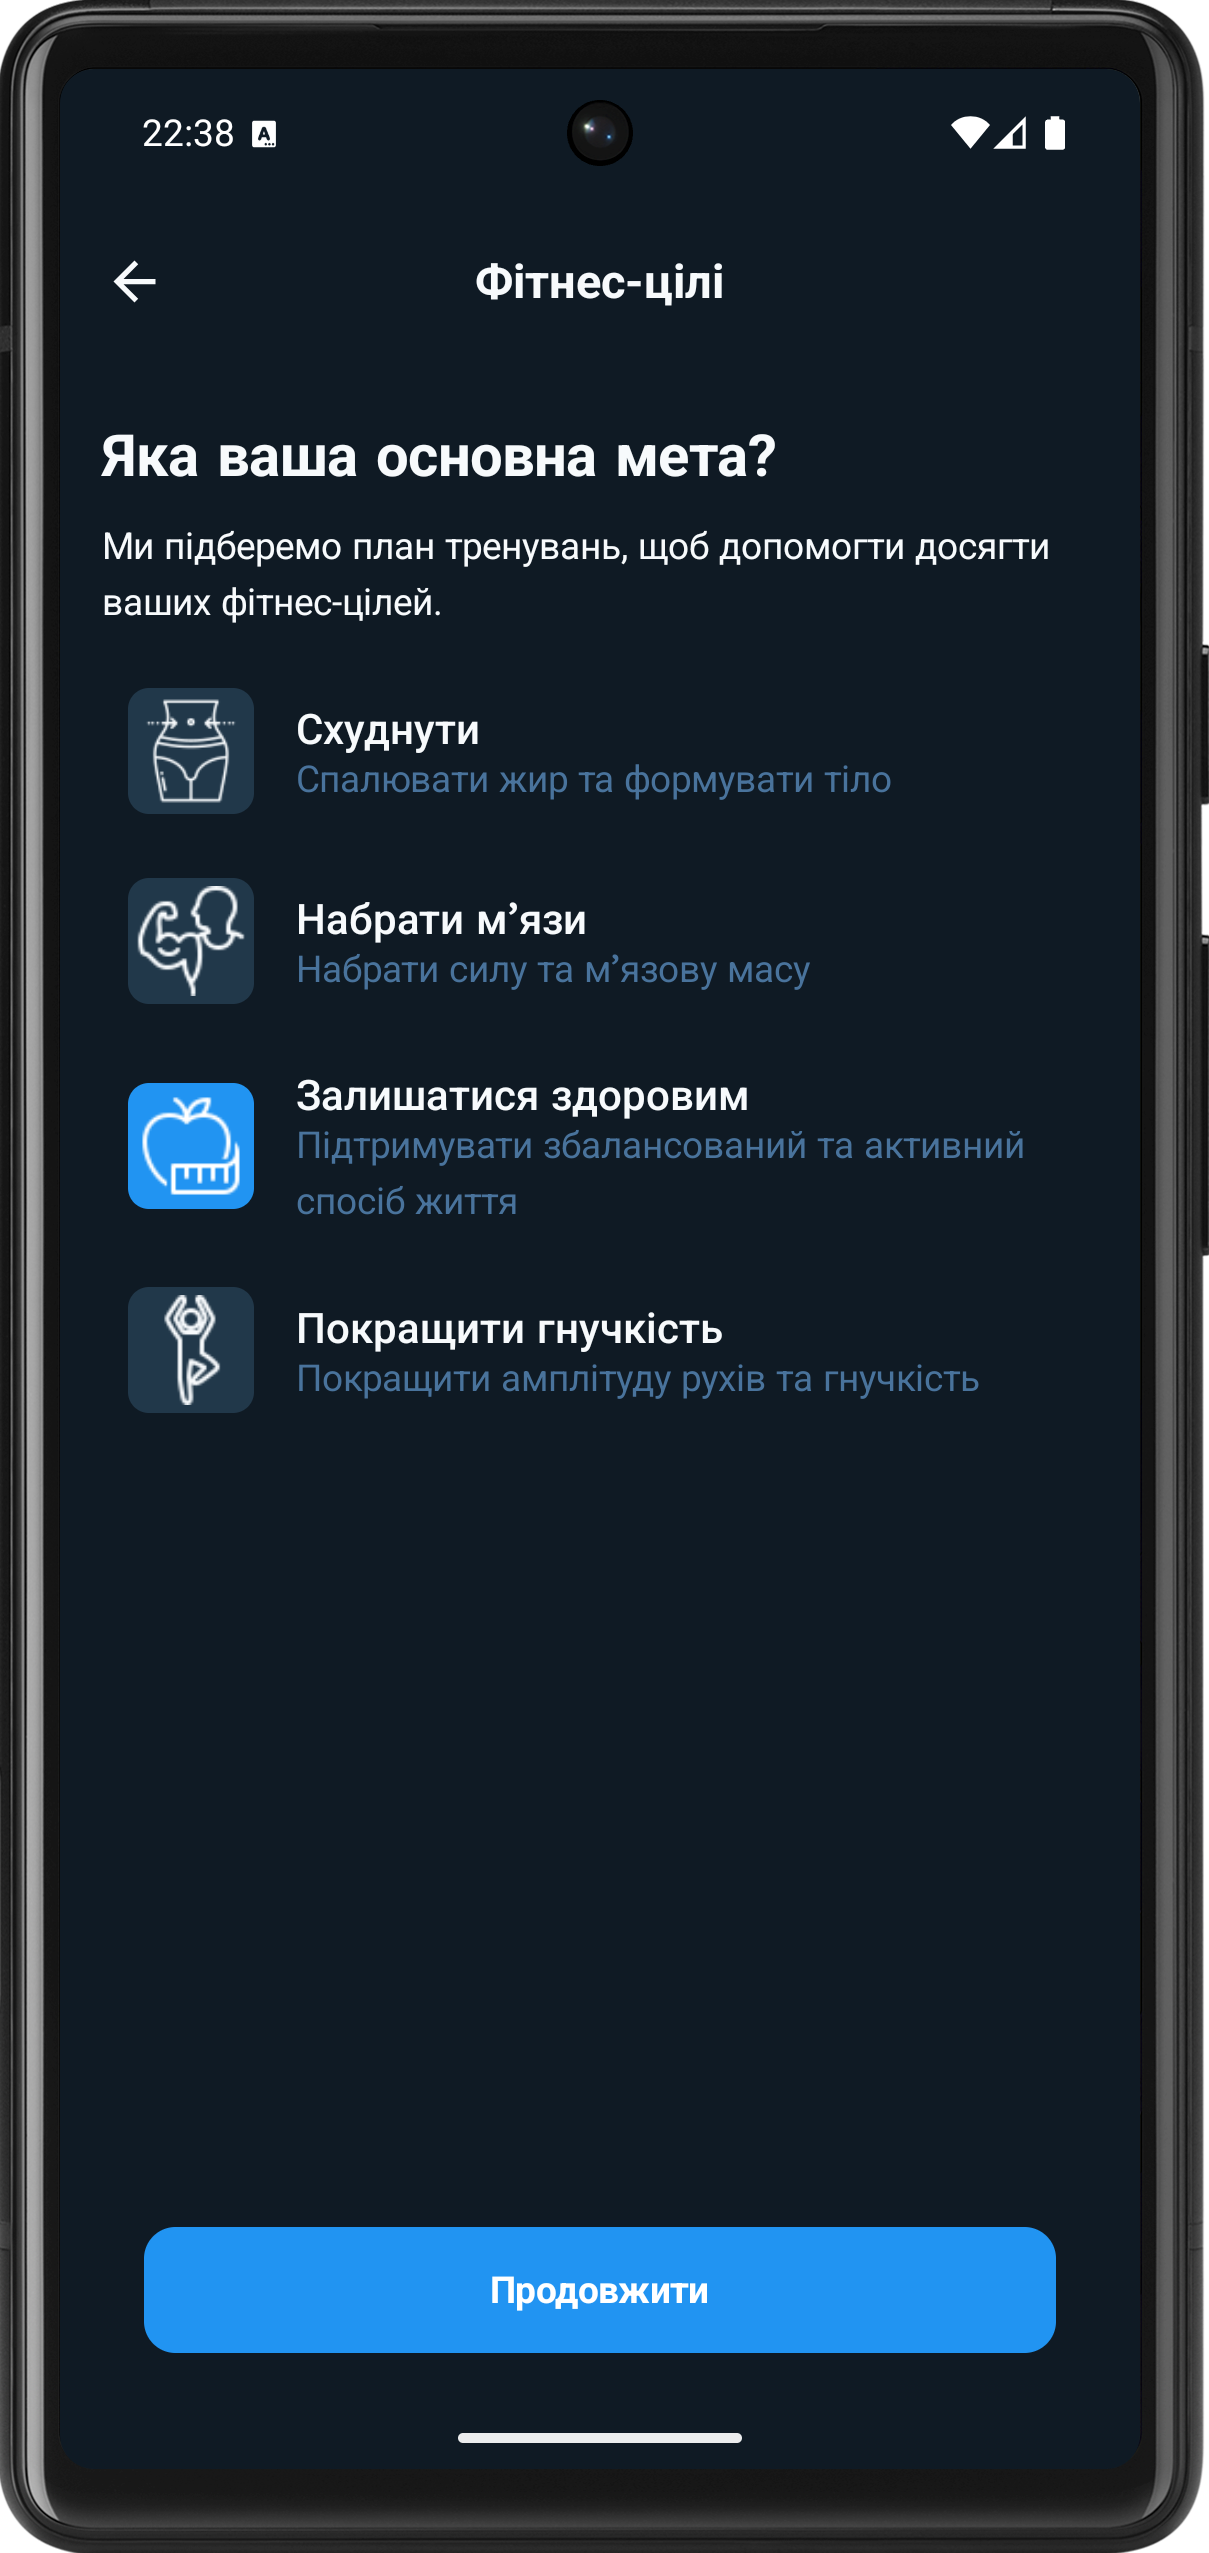 22:38
Фітнес-цілі
Яка ваша основна мета?
Ми підберемо план тренувань, щоб допомогти досягти
ваших фітнес-цілей.
Схуднути
Спалювати жир та формувати тіло
Набрати м’язи
Набрати силу та м’язову масу
Залишатися здоровим
Підтримувати збалансований та активний
спосіб життя
Покращити гнучкість
Покращити амплітуду рухів та гнучкість
Продовжити